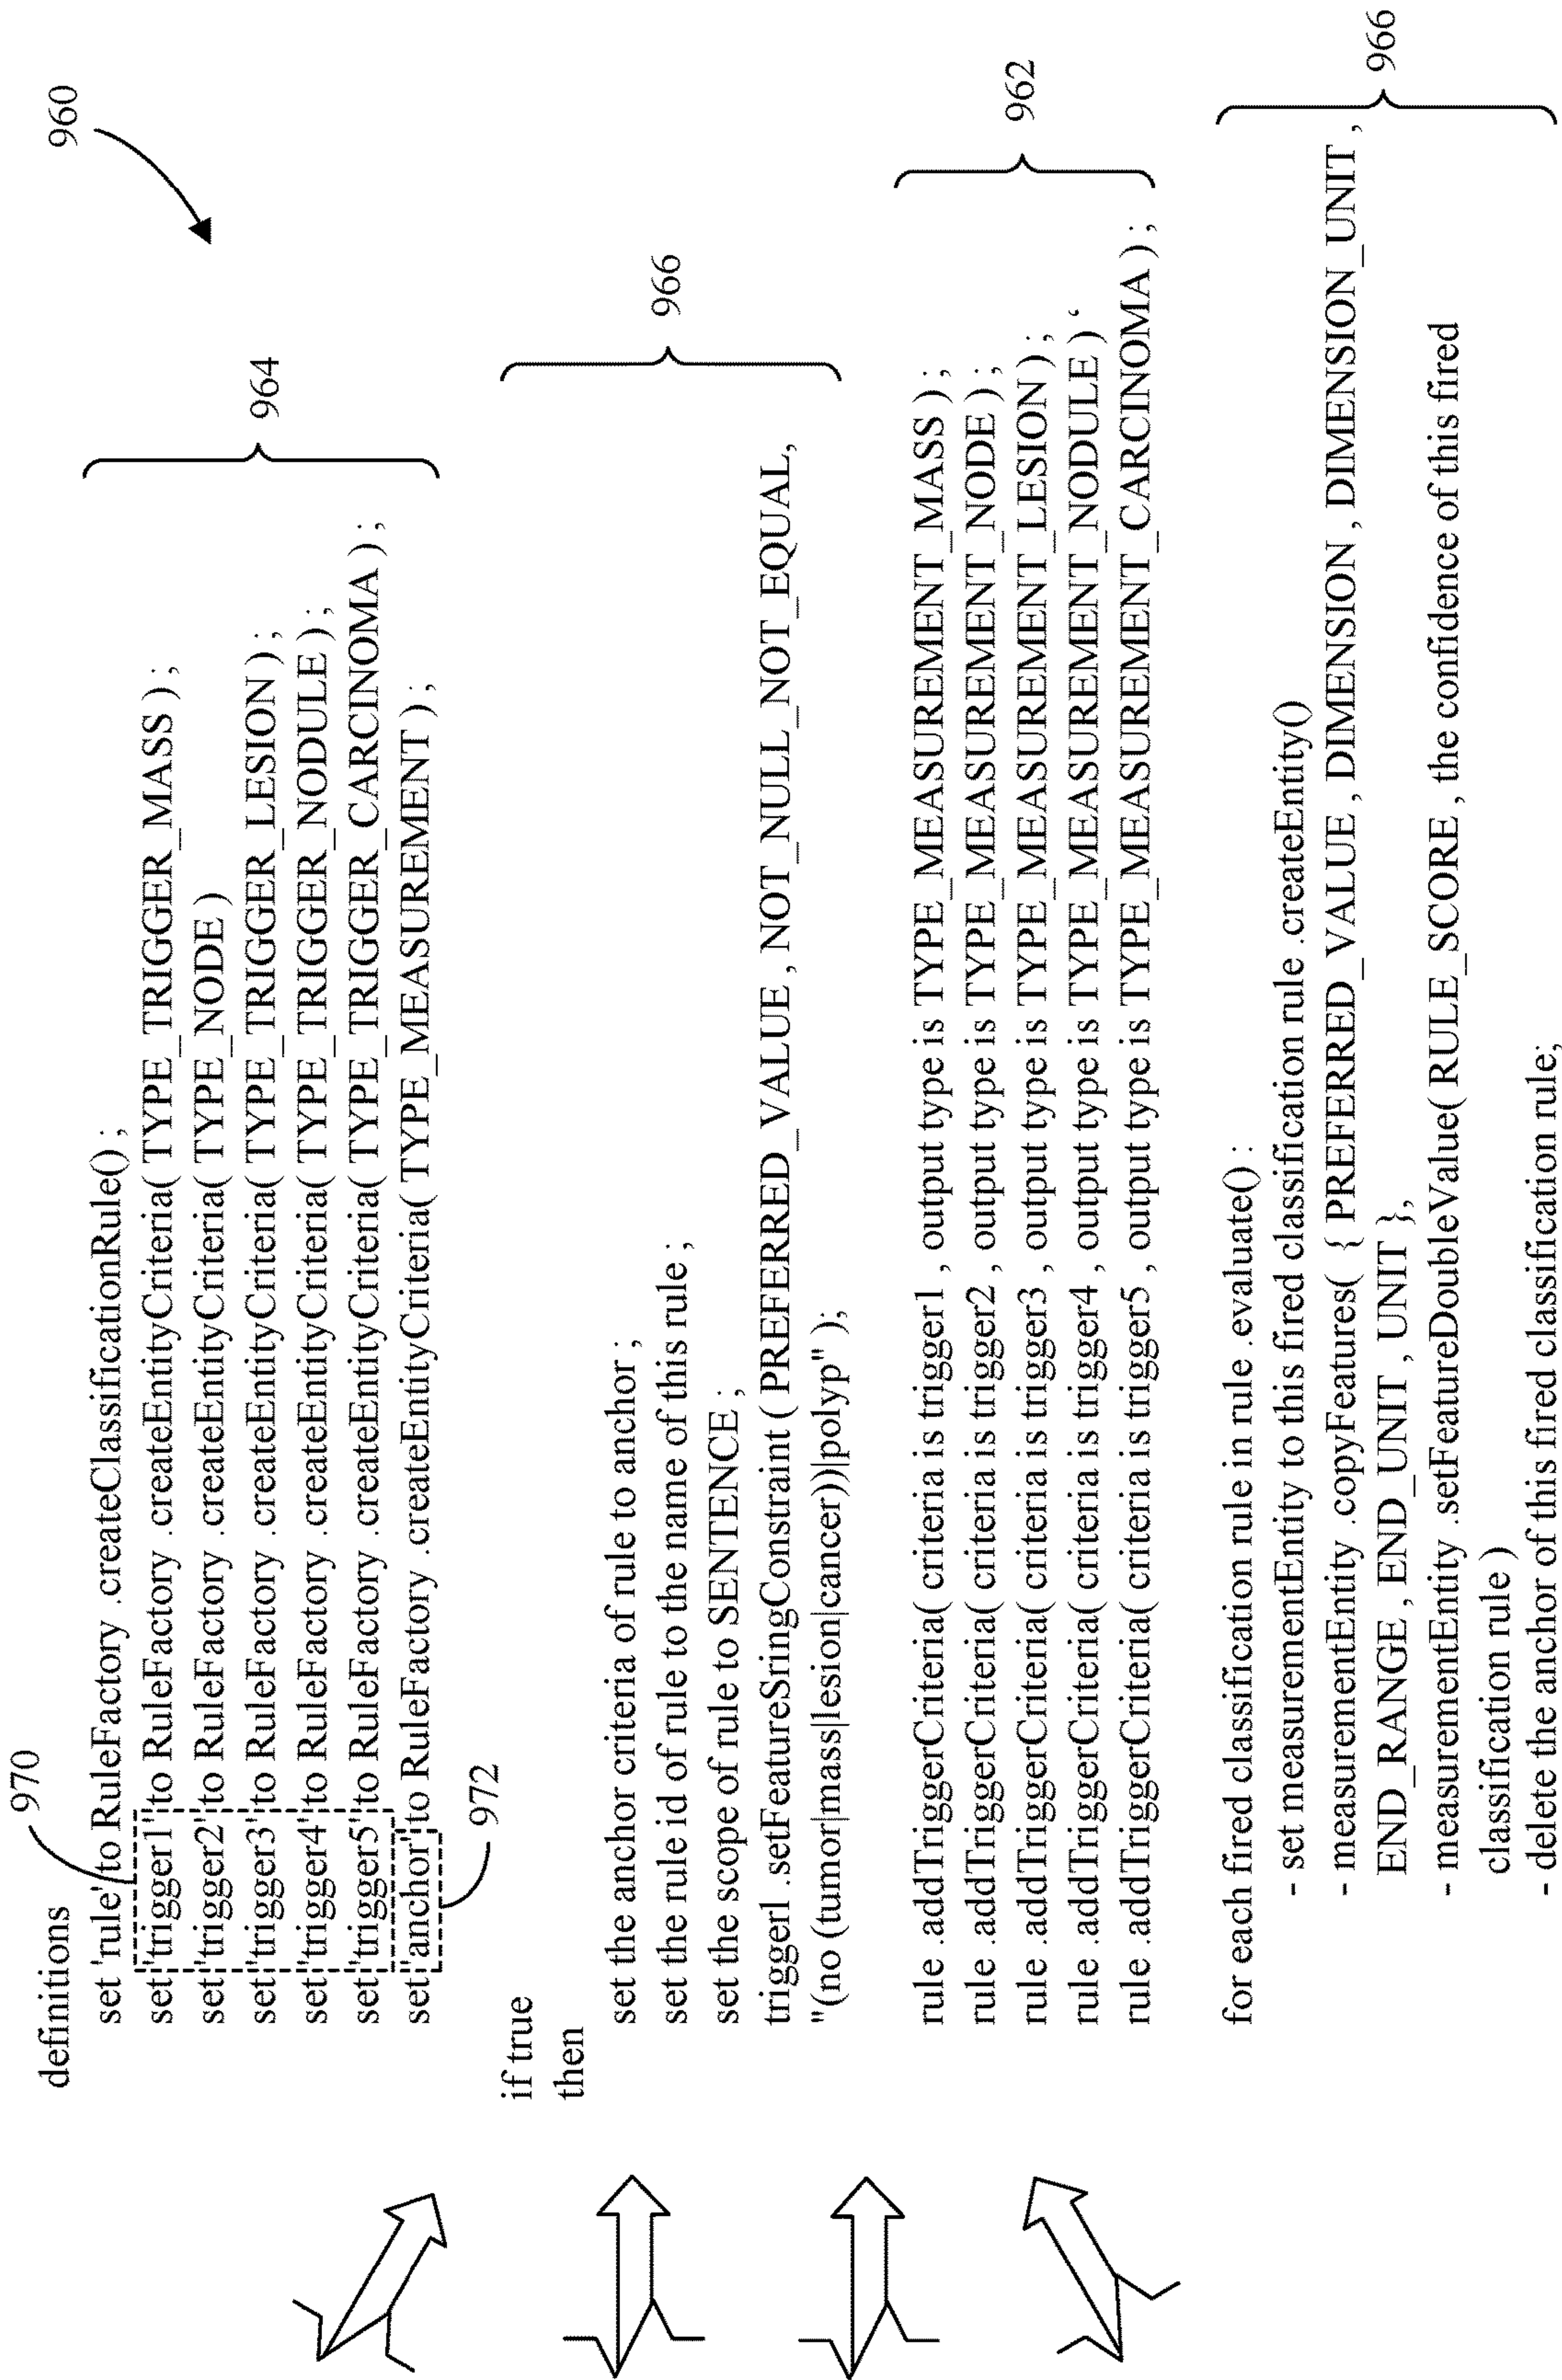 960
definitions
970
set 'rule' to RuleFactory .createClassificationRule() ;
set 'trigger1' to RuleFactory .createEntityCriteria( TYPE_TRIGGER_MASS ) ;
set 'trigger2' to RuleFactory .createEntityCriteria( TYPE_NODE )
set 'trigger3' to RuleFactory .createEntityCriteria( TYPE_TRIGGER_LESION ) ;
set 'trigger4' to RuleFactory .createEntityCriteria( TYPE_TRIGGER_NODULE ) ;
set 'trigger5' to RuleFactory .createEntityCriteria( TYPE_TRIGGER_CARCINOMA ) ;
set 'anchor' to RuleFactory .createEntityCriteria( TYPE_MEASUREMENT ) ;
964
972
if true
then
set the anchor criteria of rule to anchor ;
set the rule id of rule to the name of this rule ;
set the scope of rule to SENTENCE ;
trigger1 .setFeatureSringConstraint ( PREFERRED_VALUE , NOT_NULL_NOT_EQUAL,
"(no (tumor|mass|lesion|cancer))|polyp" );
966
rule .addTriggerCriteria( criteria is trigger1 , output type is TYPE_MEASUREMENT_MASS ) ;
rule .addTriggerCriteria( criteria is trigger2 , output type is TYPE_MEASUREMENT_NODE ) ;
rule .addTriggerCriteria( criteria is trigger3 , output type is TYPE_MEASUREMENT_LESION ) ;
rule .addTriggerCriteria( criteria is trigger4 , output type is TYPE_MEASUREMENT_NODULE ) ‘
rule .addTriggerCriteria( criteria is trigger5 , output type is TYPE_MEASUREMENT_CARCINOMA ) ;
962
for each fired classification rule in rule .evaluate() :
- set measurementEntity to this fired classification rule .createEntity()
- measurementEntity .copyFeatures( { PREFERRED_VALUE , DIMENSION , DIMENSION_UNIT ,
END_RANGE , END_UNIT , UNIT },
- measurementEntity .setFeatureDoubleValue( RULE_SCORE , the confidence of this fired
classification rule )
- delete the anchor of this fired classification rule;
966